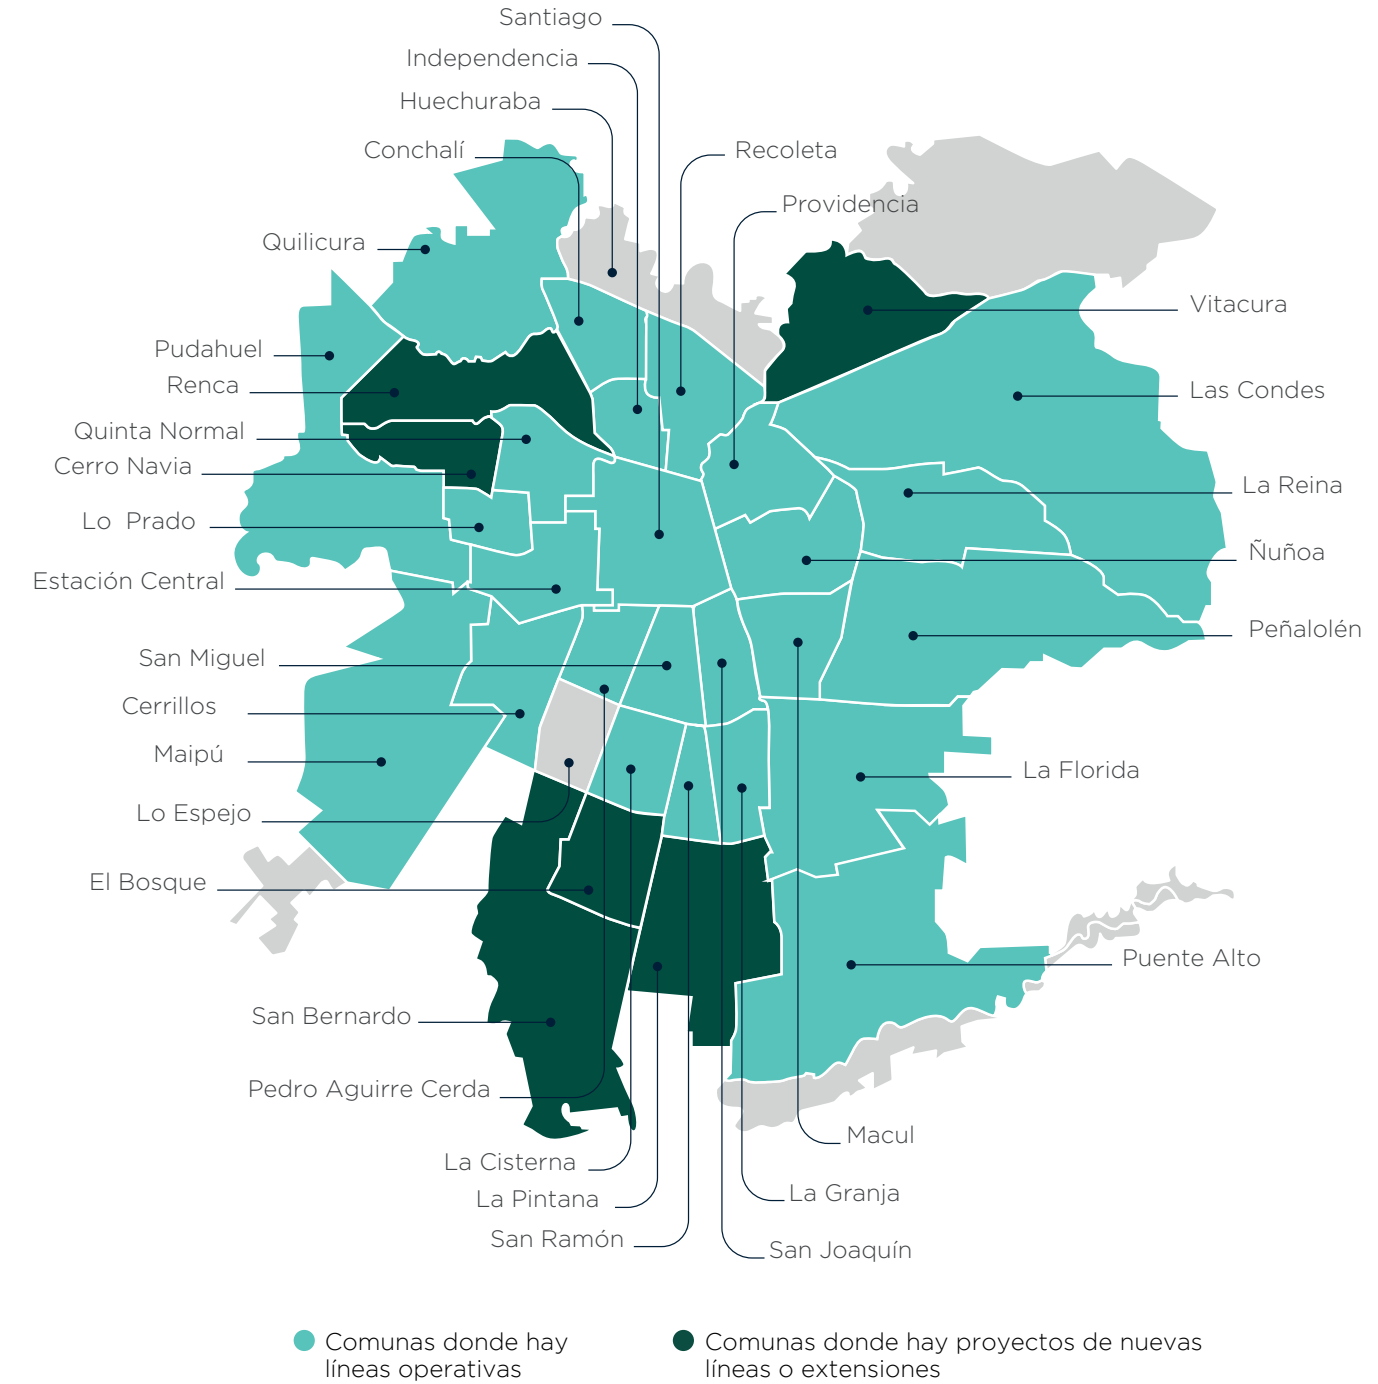 Santiago
Independencia
Huechuraba
Conchalí
Recoleta
Providencia
Quilicura
Vitacura
Pudahuel
Renca
Las Condes
Quinta Normal
Cerro Navia
La Reina
Lo Prado
Ñuñoa
Estación Central
Peñalolén
San Miguel
Cerrillos
Maipú
La Florida
Lo Espejo
El Bosque
Puente Alto
San Bernardo
Pedro Aguirre Cerda
Macul
La Cisterna
La Pintana
La Granja
San Ramón
San Joaquín
Comunas donde hay
líneas operativas
Comunas donde hay proyectos de nuevas
líneas o extensiones